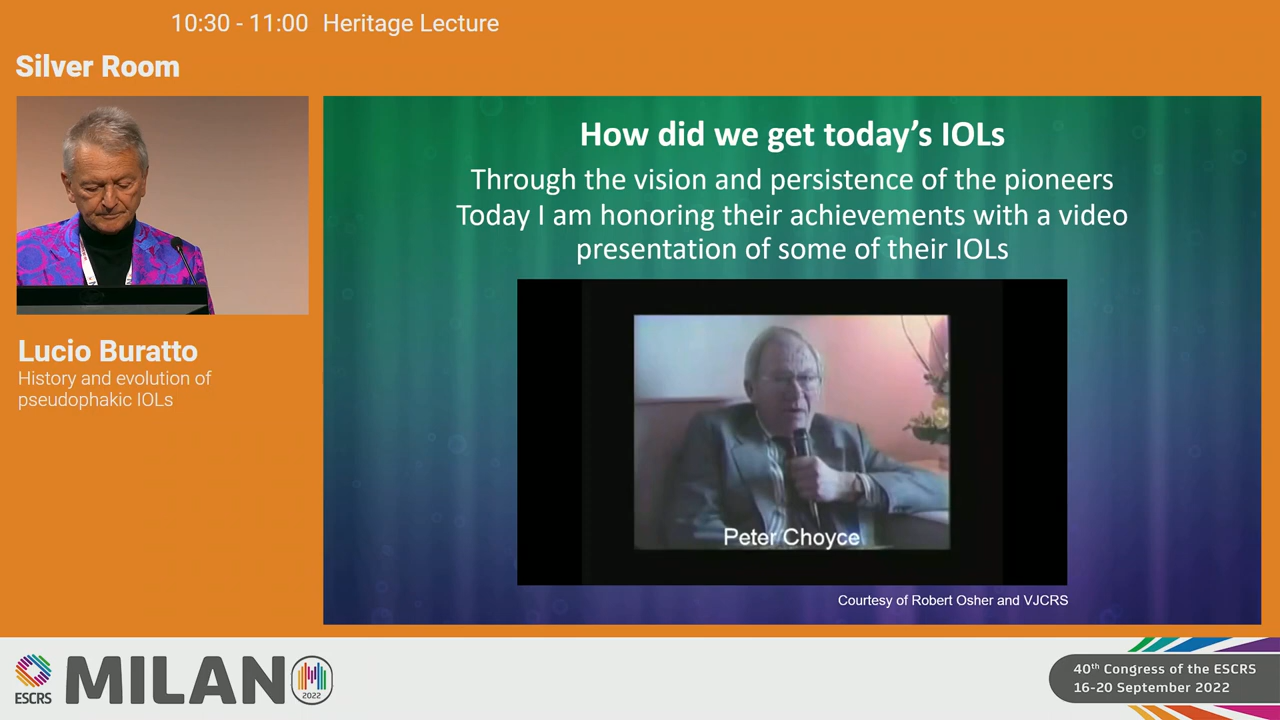 10:30 - 11:00 Heritage Lecture
Silver Room
Lucio Buratto
History and evolution of
pseudophakic IOLs
How did we get today’s IOLs
Through the vision and persistence of the pioneers
Today I am honoring their achievements with a video
presentation of some of their IOLs
Peter Choyce
Courtesy of Robert Osher and VJCRS
ESCRS
MILANO
2022
40th Congress of the ESCRS
16-20 September 2022